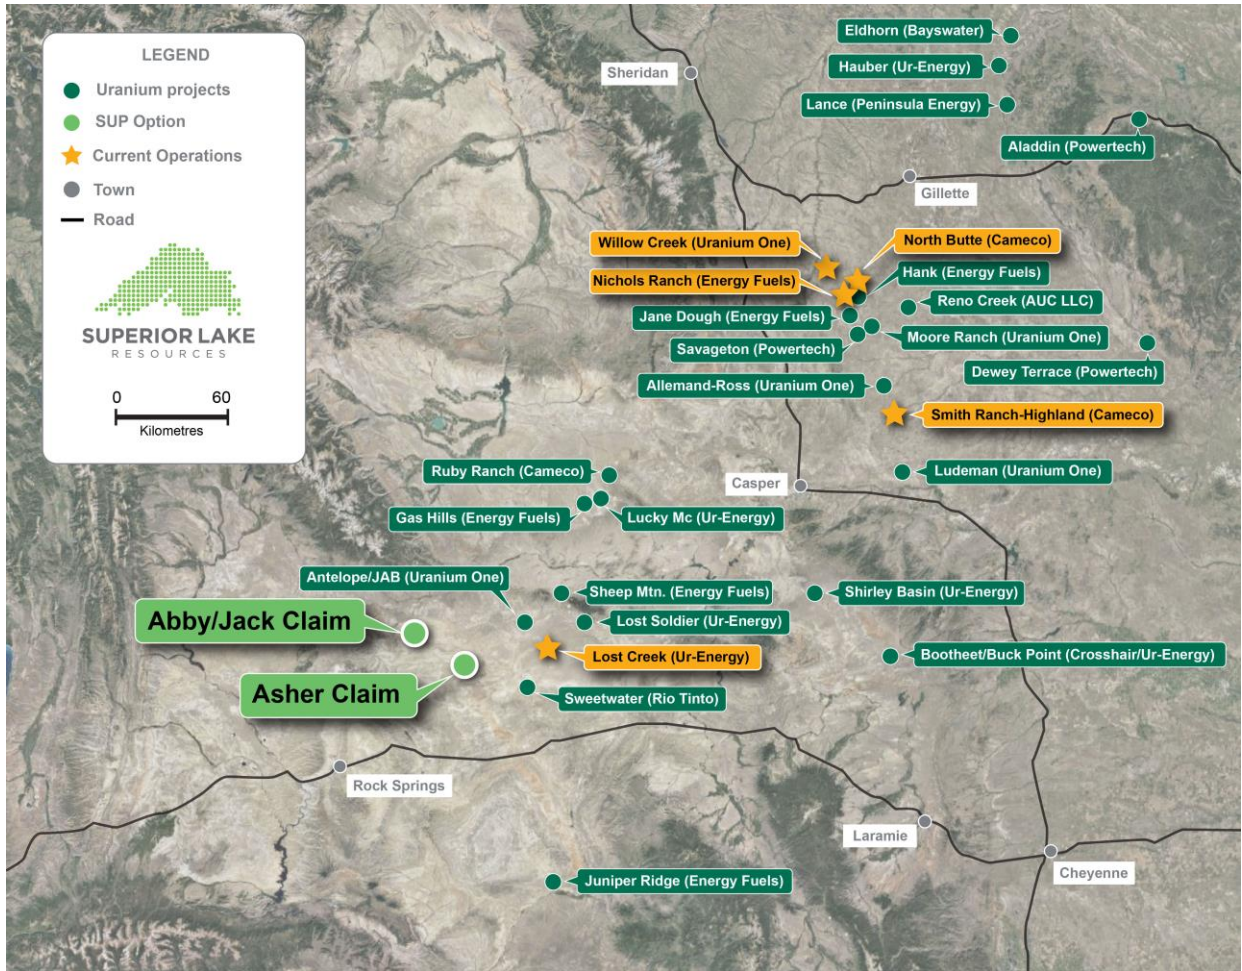 LEGEND
Uranium projects
SUP Option
Current Operations
Town
Road
SUPERIOR LAKE
RESOURCES
0 60
Kilometres
Eldhorn (Bayswater)
Hauber (Ur-Energy)
Sheridan
Lance (Peninsula Energy)
Aladdin (Powertech)
Gillette
Willow Creek (Uranium One)
North Butte (Cameco)
Nichols Ranch (Energy Fuels)
Hank (Energy Fuels)
Reno Creek (AUC LLC)
Jane Dough (Energy Fuels)
Moore Ranch (Uranium One)
Savageton (Powertech)
Dewey Terrace (Powertech)
Allemand-Ross (Uranium One)
Smith Ranch-Highland (Cameco)
Ruby Ranch (Cameco)
Ludeman (Uranium One)
Casper
Gas Hills (Energy Fuels)
Lucky Mc (Ur-Energy)
Antelope/JAB (Uranium One)
Sheep Mtn. (Energy Fuels)
Shirley Basin (Ur-Energy)
Abby/Jack Claim
Lost Soldier (Ur-Energy)
Lost Creek (Ur-Energy)
Bootheet/Buck Point (Crosshair/Ur-Energy)
Asher Claim
Sweetwater (Rio Tinto)
Rock Springs
Laramie
Cheyenne
Juniper Ridge (Energy Fuels)